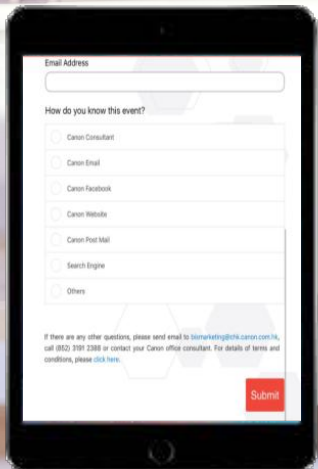 Email Address
How do you know this event?
Canon Consultant
Canon Email
Canon Facebook
Canon Website
Canon Post Mail
Search Engine
Others
If there are any other questions, please send email to bismarketing@chk.canon.com.hk,
call (852) 3191 2388 or contact your Canon office consultant. For details of terms and
conditions, please click here.
Submit